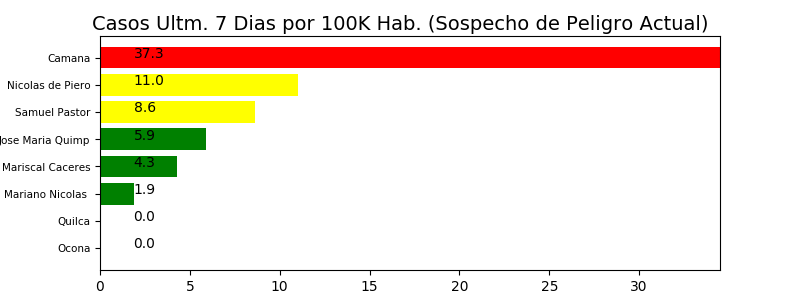 Casos Ultm. 7 Dias por 100K Hab. (Sospecho de Peligro Actual)
Camana 37.3
Nicolas de Piero 11.0
Samuel Pastor 8.6
Jose Maria Quimp 5.9
Mariscal Caceres 4.3
Mariano Nicolas 1.9
Quilca 0.0
Ocona 0.0
0 5 10 15 20 25 30